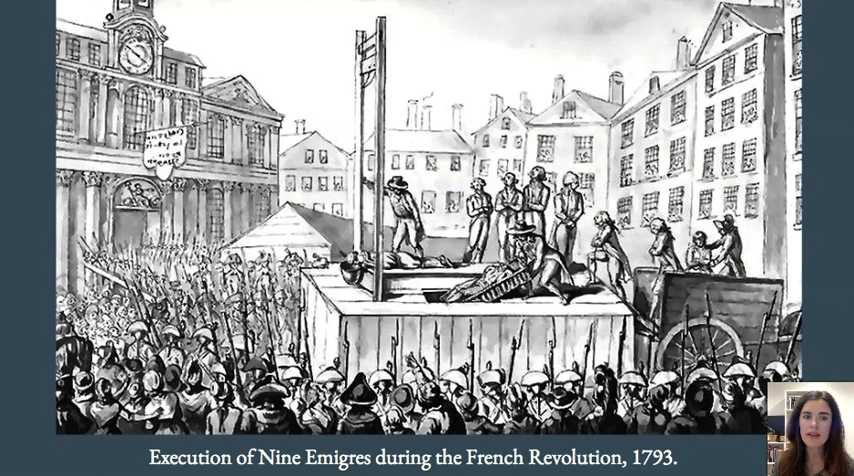 Execution of Nine Emigres during the French Revolution, 1793.